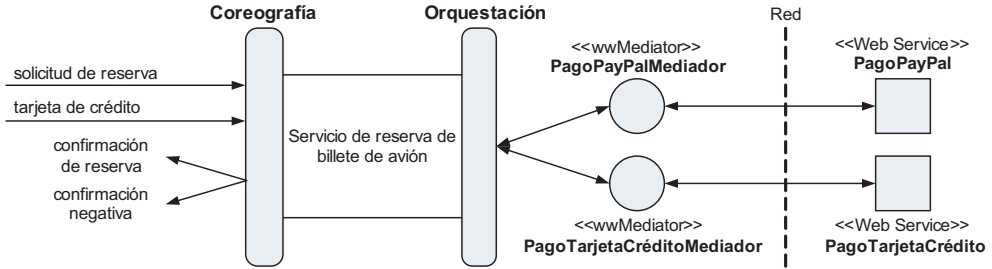 Coreografía
Orquestación
Red
solicitud de reserva
tarjeta de crédito
confirmación
de reserva
confirmación
negativa
Servicio de reserva de
billete de avión
<<wwMediator>>
PagoPayPalMediador
<<Web Service>>
PagoPayPal
<<wwMediator>>
PagoTarjetaCréditoMediador
<<Web Service>>
PagoTarjetaCrédito